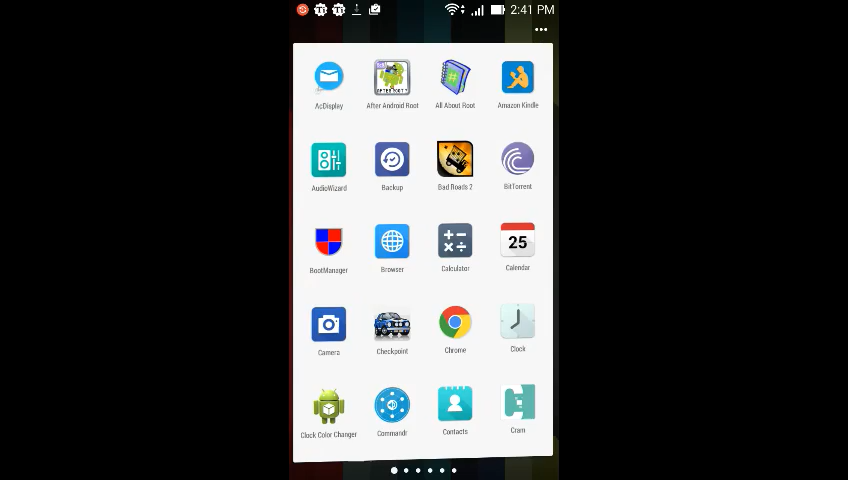 2:41 PM
AcDisplay
After Android Root
All About Root
Amazon Kindle
AudioWizard
Backup
Bad Roads 2
BitTorrent
BootManager
Browser
Calculator
25
Calendar
Camera
Checkpoint
Chrome
Clock
Clock Color Changer
Commandr
Contacts
Cram